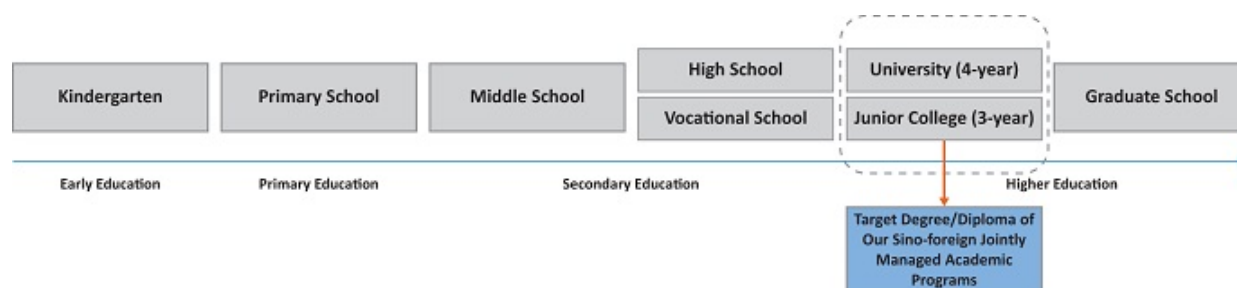 Kindergarten
Primary School
Middle School
High School
Vocational School
University (4-year)
Junior College (3-year)
Graduate School
Early Education
Primary Education
Secondary Education
Higher Education
Target Degree/Diploma of
Our Sino-foreign Jointly
Managed Academic
Programs